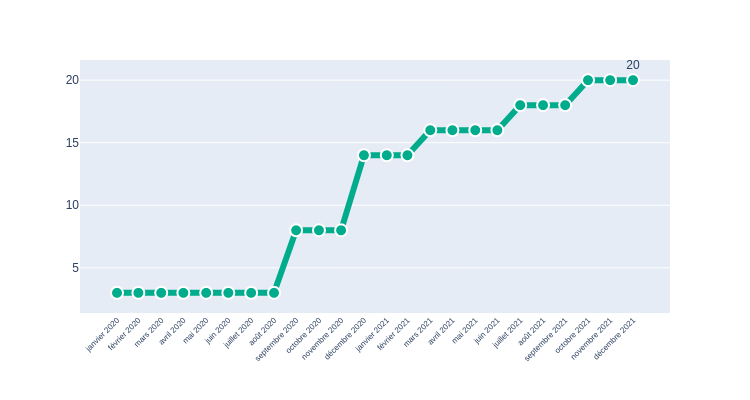 20
20
15
10
5
janvier 2020
février 2020
mars 2020
avril 2020
mai 2020
juin 2020
juillet 2020
août 2020
septembre 2020
octobre 2020
novembre 2020
décembre 2020
janvier 2021
février 2021
mars 2021
avril 2021
mai 2021
juin 2021
juillet 2021
août 2021
septembre 2021
octobre 2021
novembre 2021
décembre 2021